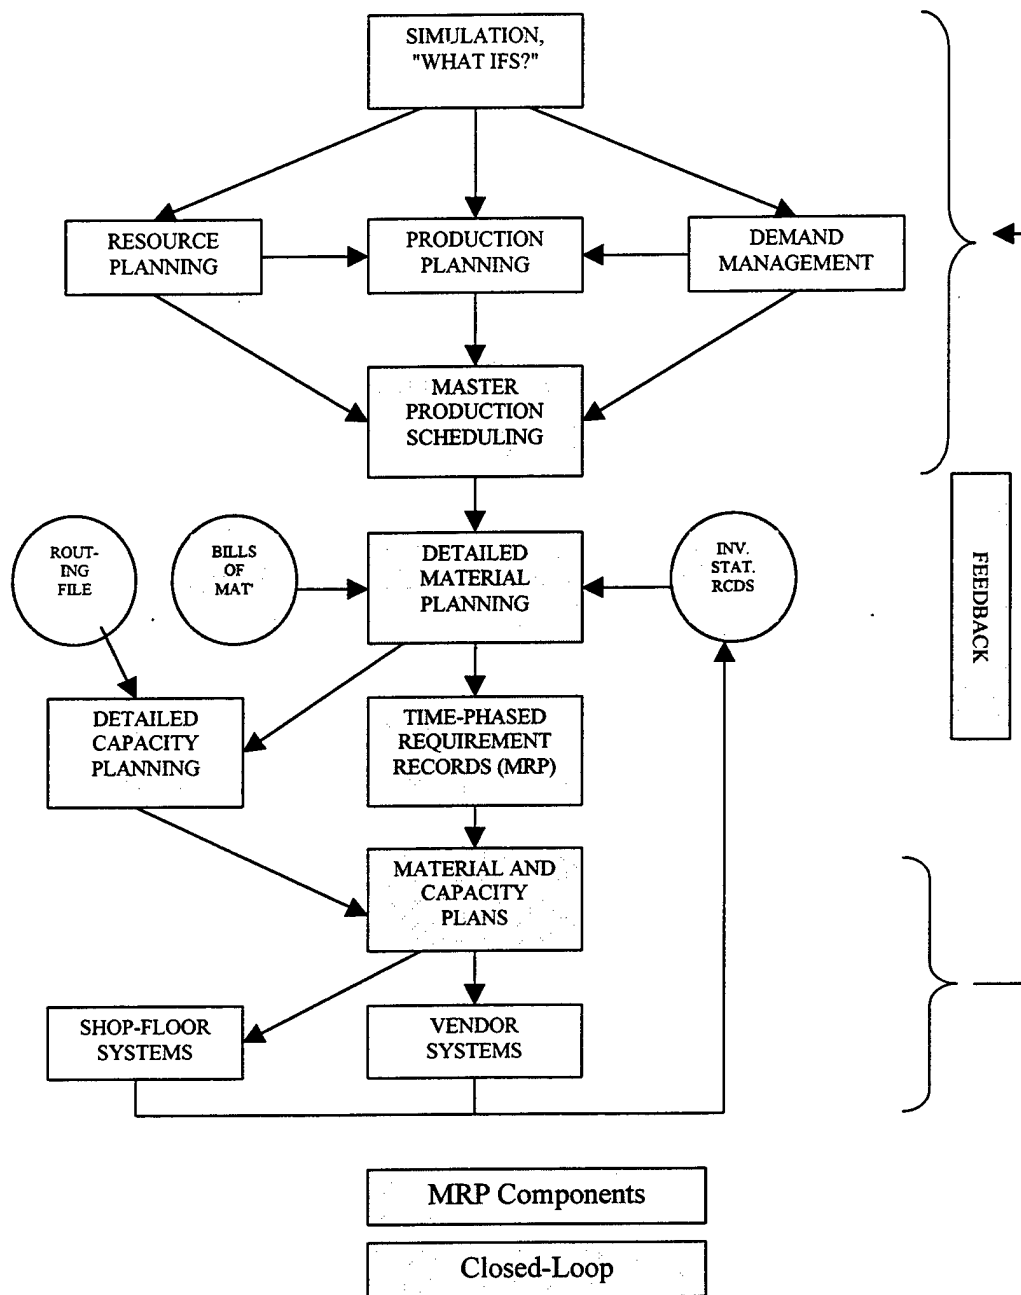 SIMULATION,
"WHAT IFS?"
RESOURCE
PLANNING
PRODUCTION
PLANNING
DEMAND
MANAGEMENT
MASTER
PRODUCTION
SCHEDULING
ROUT-
ING
FILE
BILLS
OF
MAT'
DETAILED
MATERIAL
PLANNING
INV.
STAT.
RCDS
FEEDBACK
DETAILED
CAPACITY
PLANNING
TIME-PHASED
REQUIREMENT
RECORDS (MRP)
MATERIAL AND
CAPACITY
PLANS
SHOP-FLOOR
SYSTEMS
VENDOR
SYSTEMS
MRP Components
Closed-Loop